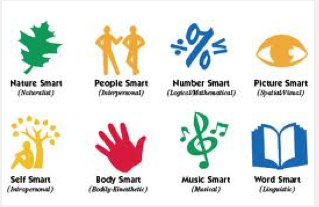 Nature Smart People Smart Number Smart Picture Smart
(Naturalist) (Interpersonal) (Logical/Mathematical) (Spatial/Visual)
Self Smart Body Smart Music Smart Word Smart
(Intrapersonal) (Bodily-Kinesthetic) (Musical) (Linguistic)